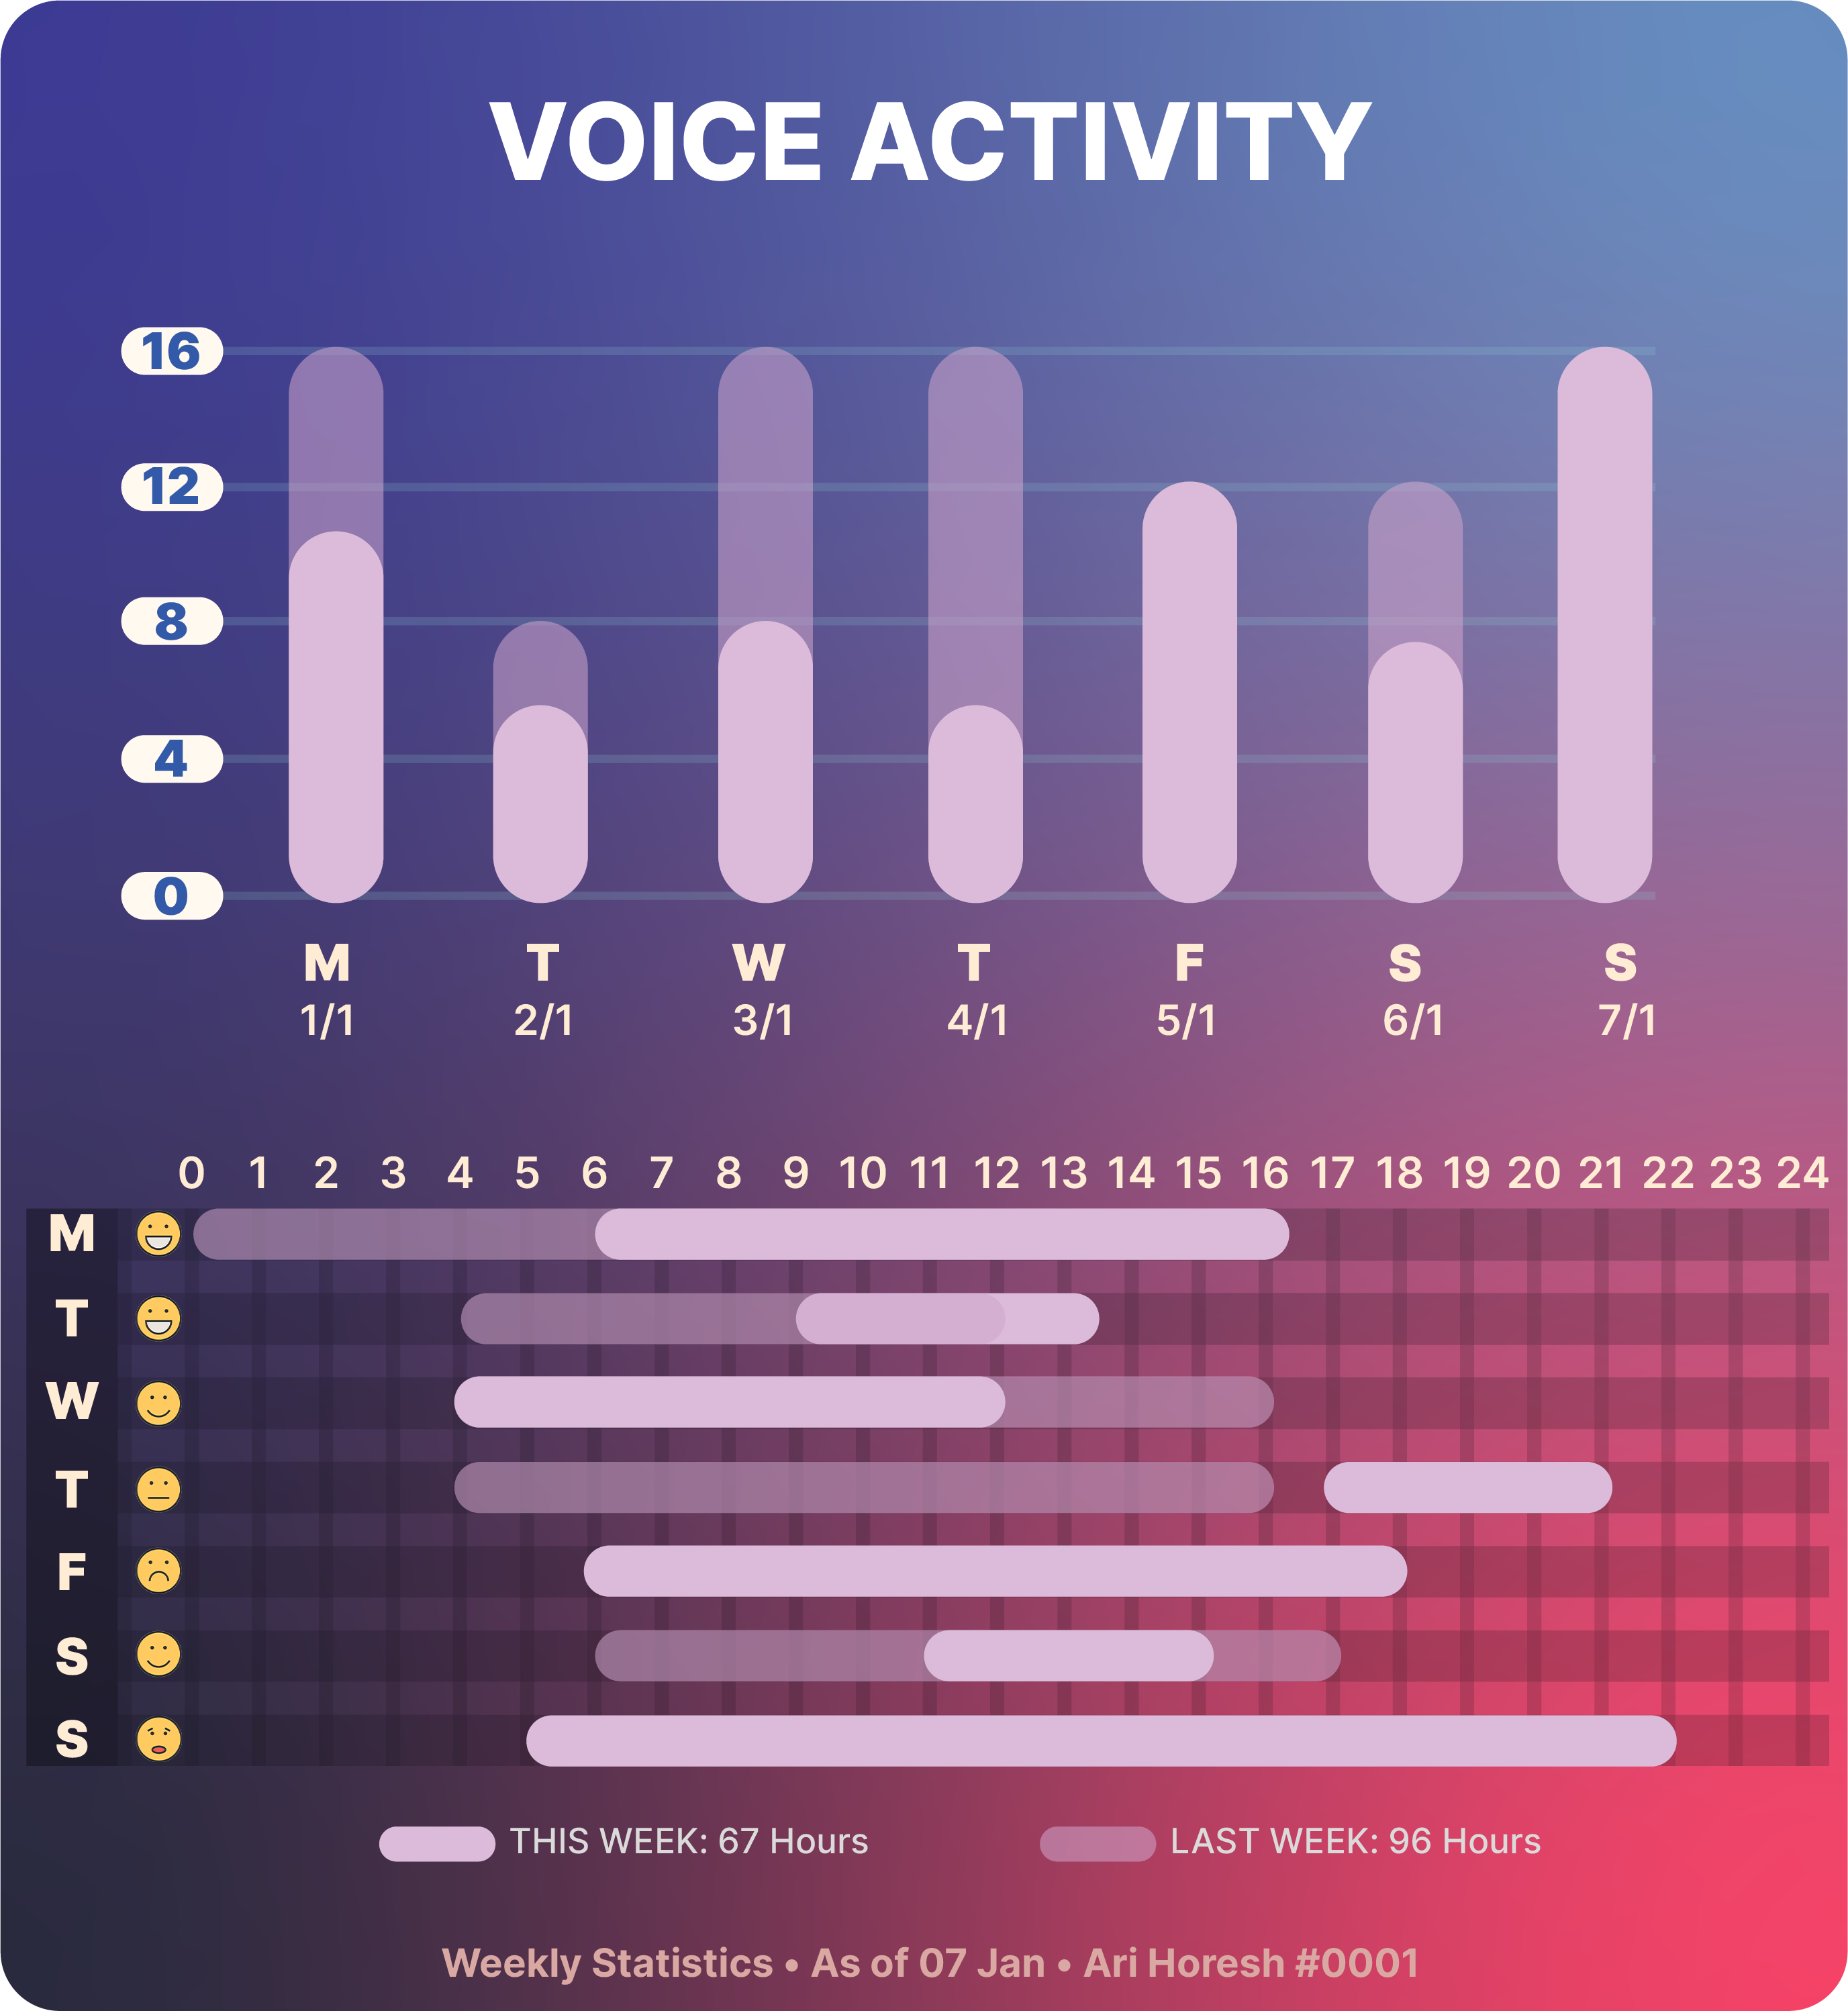 VOICE ACTIVITY
16
12
8
4
0
M T W T F S S
1/1 2/1 3/1 4/1 5/1 6/1 7/1
0 1 2 3 4 5 6 7 8 9 10 11 12 13 14 15 16 17 18 19 20 21 22 23 24
M
T
W
T
F
S
S
THIS WEEK: 67 Hours LAST WEEK: 96 Hours
Weekly Statistics • As of 07 Jan • Ari Horesh #0001